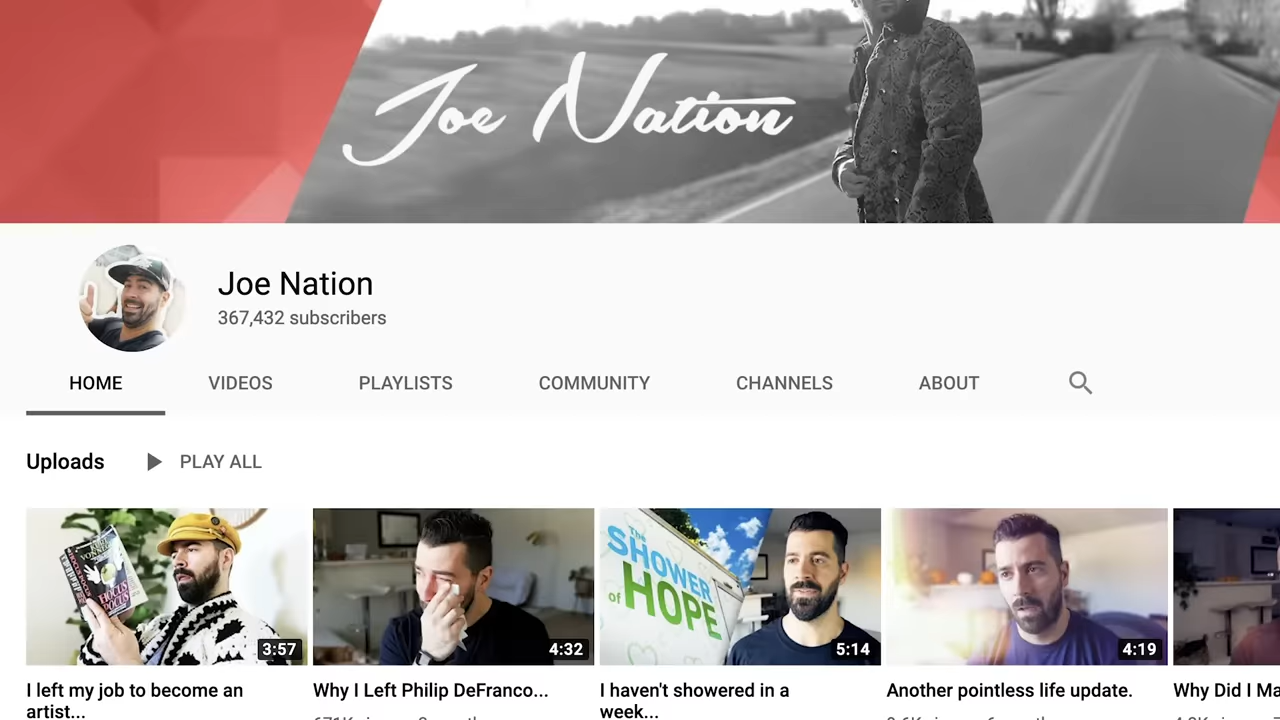 Joe Nation
Joe Nation
367,432 subscribers
HOME VIDEOS PLAYLISTS COMMUNITY CHANNELS ABOUT
Uploads PLAY ALL
THE SHOWER of HOPE
HOCUS POCUS
3:57 4:32 5:14 4:19
I left my job to become an artist...
Why I Left Philip DeFranco...
I haven't showered in a week...
Another pointless life update.
Why Did I Ma